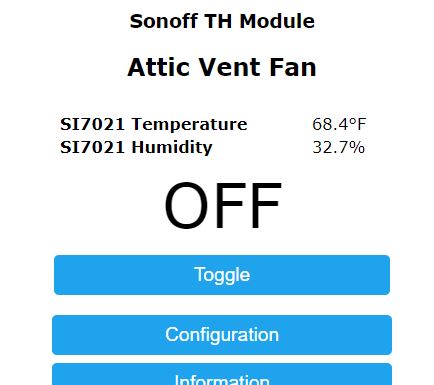 Sonoff TH Module
Attic Vent Fan
SI7021 Temperature 68.4°F
SI7021 Humidity 32.7%
OFF
Toggle
Configuration
Information